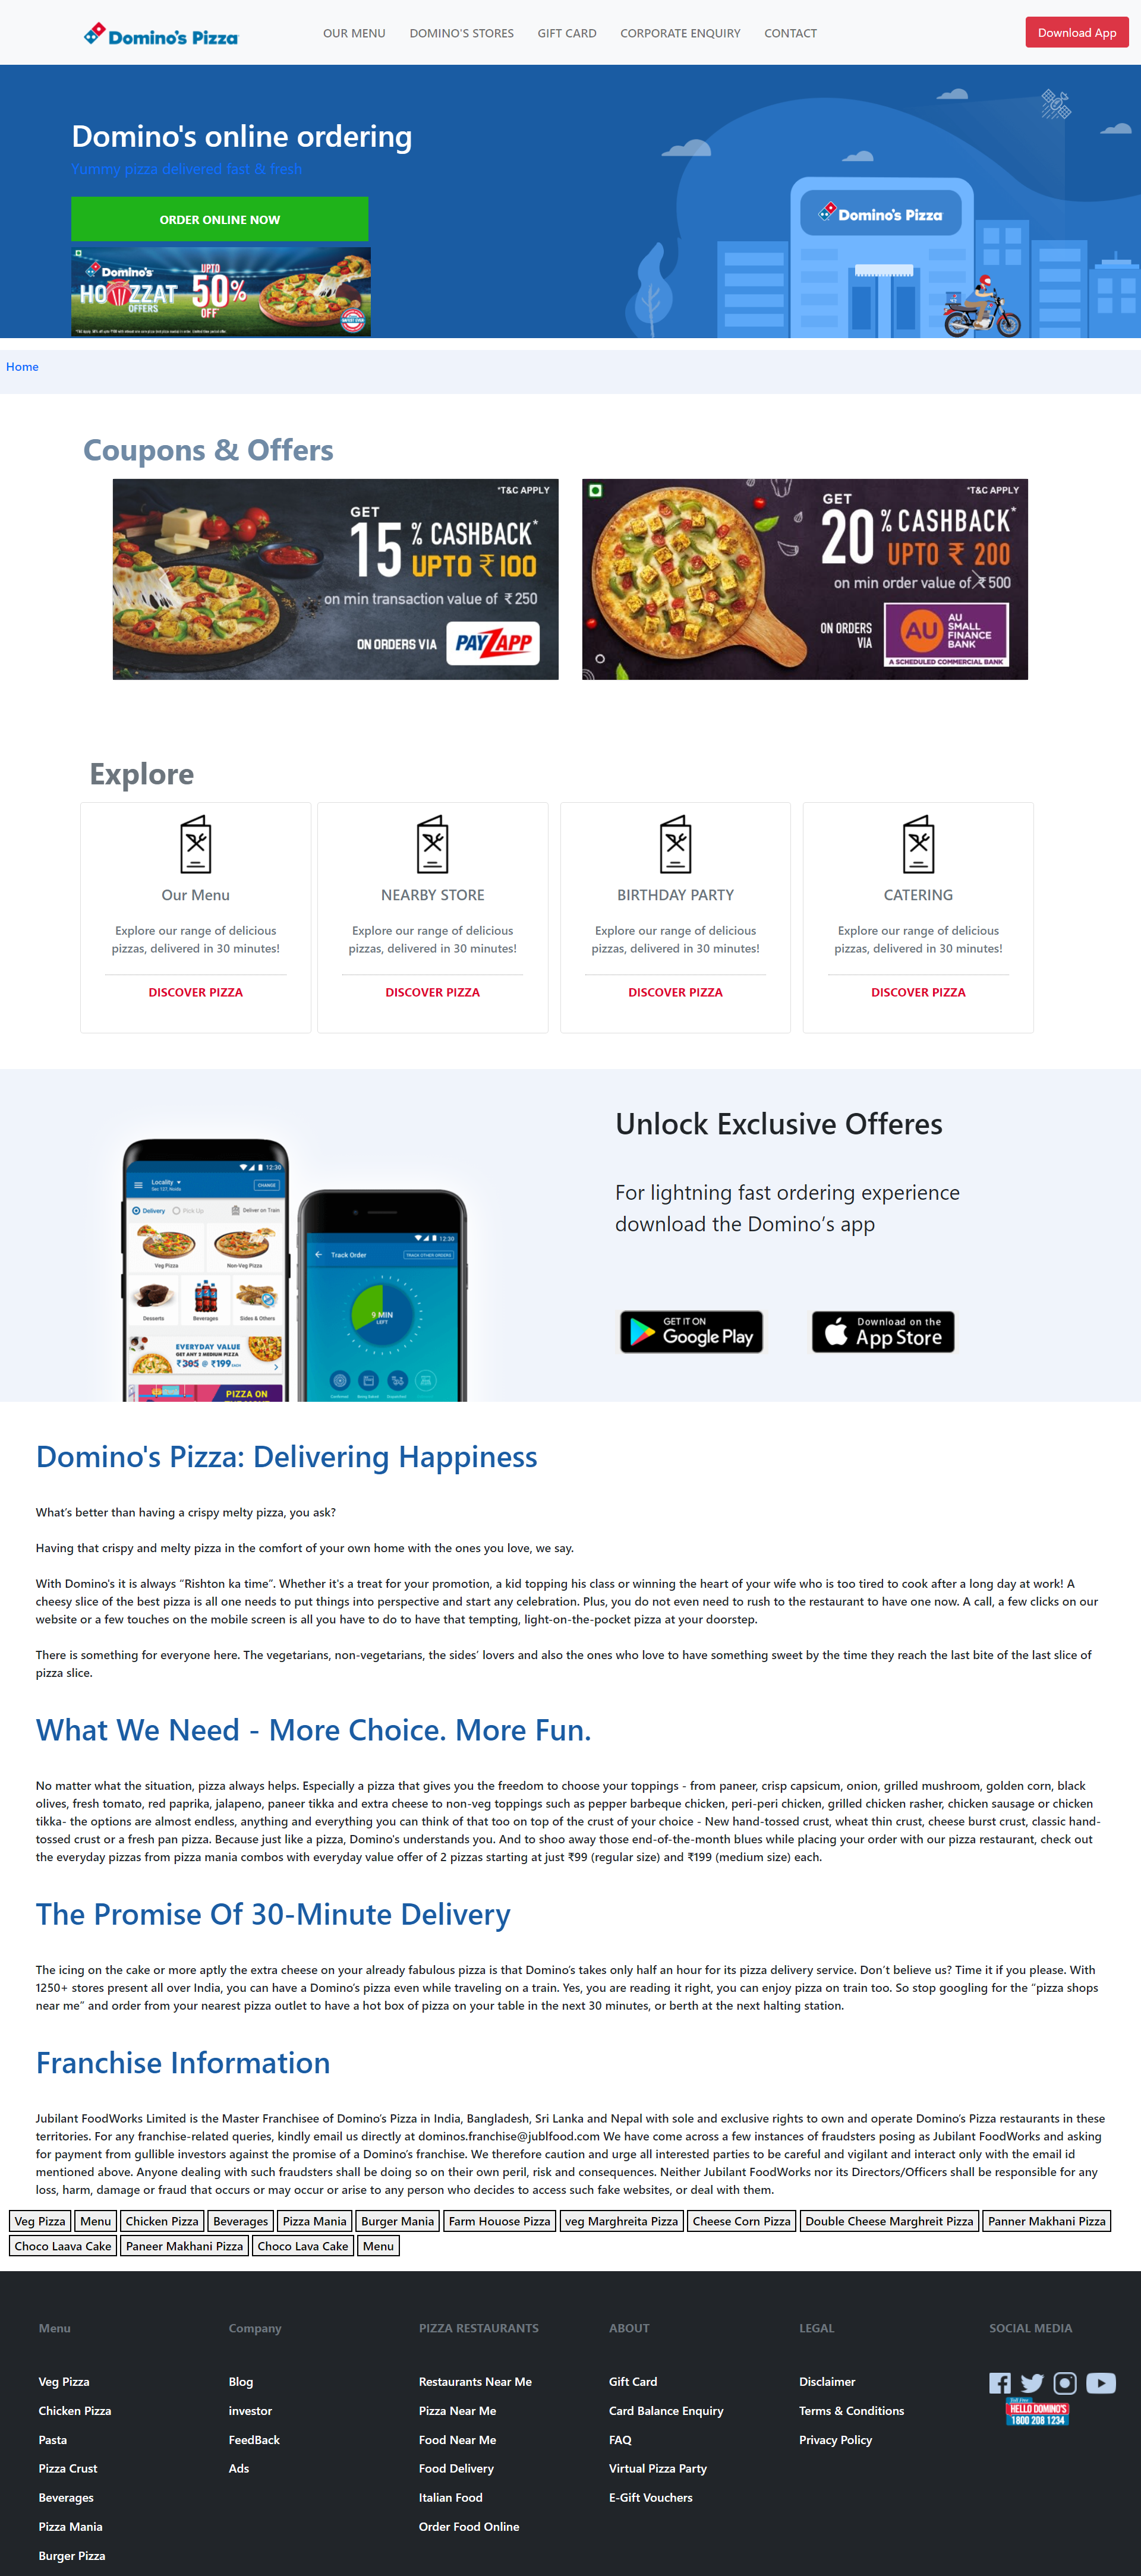 Domino's Pizza
OUR MENU
DOMINO'S STORES
GIFT CARD
CORPORATE ENQUIRY
CONTACT
Download App
Domino's online ordering
Yummy pizza delivered fast & fresh
ORDER ONLINE NOW
Domino's
UPTO
50%
OFF
OFFERS
Domino's Pizza
Home
Coupons & Offers
*T&C APPLY
GET
15 % CASHBACK*
UPTO ₹ 100
on min transaction value of ₹ 250
ON ORDERS VIA PAYZAPP
*T&C APPLY
GET
20 % CASHBACK*
UPTO ₹ 200
on min order value of ₹ 500
ON ORDERS
VIA
AU
SMALL
FINANCE
BANK
A SCHEDULED COMMERCIAL BANK
Explore
Our Menu
Explore our range of delicious
pizzas, delivered in 30 minutes!
DISCOVER PIZZA
NEARBY STORE
Explore our range of delicious
pizzas, delivered in 30 minutes!
DISCOVER PIZZA
BIRTHDAY PARTY
Explore our range of delicious
pizzas, delivered in 30 minutes!
DISCOVER PIZZA
CATERING
Explore our range of delicious
pizzas, delivered in 30 minutes!
DISCOVER PIZZA
12:30
Locality
Sec 127, Noida
CHANGE
Delivery
Pick Up
Deliver on Train
Veg Pizza
Non-Veg Pizza
Desserts
Beverages
Sides & Others
EVERYDAY VALUE
GET ANY 2 MEDIUM PIZZA
₹305 @ ₹199 EACH
PIZZA ON
12:30
Track Order
TRACK OTHER ORDERS
9 MIN
LEFT
Unlock Exclusive Offeres
For lightning fast ordering experience
download the Domino’s app
GET IT ON
Google Play
Download on the
App Store
Domino's Pizza: Delivering Happiness
What’s better than having a crispy melty pizza, you ask?
Having that crispy and melty pizza in the comfort of your own home with the ones you love, we say.
With Domino's it is always “Rishton ka time”. Whether it's a treat for your promotion, a kid topping his class or winning the heart of your wife who is too tired to cook after a long day at work! A
cheesy slice of the best pizza is all one needs to put things into perspective and start any celebration. Plus, you do not even need to rush to the restaurant to have one now. A call, a few clicks on our
website or a few touches on the mobile screen is all you have to do to have that tempting, light-on-the-pocket pizza at your doorstep.
There is something for everyone here. The vegetarians, non-vegetarians, the sides’ lovers and also the ones who love to have something sweet by the time they reach the last bite of the last slice of
pizza slice.
What We Need - More Choice. More Fun.
No matter what the situation, pizza always helps. Especially a pizza that gives you the freedom to choose your toppings - from paneer, crisp capsicum, onion, grilled mushroom, golden corn, black
olives, fresh tomato, red paprika, jalapeno, paneer tikka and extra cheese to non-veg toppings such as pepper barbeque chicken, peri-peri chicken, grilled chicken rasher, chicken sausage or chicken
tikka- the options are almost endless, anything and everything you can think of that too on top of the crust of your choice - New hand-tossed crust, wheat thin crust, cheese burst crust, classic hand-
tossed crust or a fresh pan pizza. Because just like a pizza, Domino's understands you. And to shoo away those end-of-the-month blues while placing your order with our pizza restaurant, check out
the everyday pizzas from pizza mania combos with everyday value offer of 2 pizzas starting at just ₹99 (regular size) and ₹199 (medium size) each.
The Promise Of 30-Minute Delivery
The icing on the cake or more aptly the extra cheese on your already fabulous pizza is that Domino’s takes only half an hour for its pizza delivery service. Don’t believe us? Time it if you please. With
1250+ stores present all over India, you can have a Domino’s pizza even while traveling on a train. Yes, you are reading it right, you can enjoy pizza on train too. So stop googling for the “pizza shops
near me” and order from your nearest pizza outlet to have a hot box of pizza on your table in the next 30 minutes, or berth at the next halting station.
Franchise Information
Jubilant FoodWorks Limited is the Master Franchisee of Domino’s Pizza in India, Bangladesh, Sri Lanka and Nepal with sole and exclusive rights to own and operate Domino’s Pizza restaurants in these
territories. For any franchise-related queries, kindly email us directly at dominos.franchise@jublfood.com We have come across a few instances of fraudsters posing as Jubilant FoodWorks and asking
for payment from gullible investors against the promise of a Domino’s franchise. We therefore caution and urge all interested parties to be careful and vigilant and interact only with the email id
mentioned above. Anyone dealing with such fraudsters shall be doing so on their own peril, risk and consequences. Neither Jubilant FoodWorks nor its Directors/Officers shall be responsible for any
loss, harm, damage or fraud that occurs or may occur or arise to any person who decides to access such fake websites, or deal with them.
Veg Pizza Menu Chicken Pizza Beverages Pizza Mania Burger Mania Farm Houose Pizza veg Marghreita Pizza Cheese Corn Pizza Double Cheese Marghreit Pizza Panner Makhani Pizza
Choco Laava Cake Paneer Makhani Pizza Choco Lava Cake Menu
Menu
Veg Pizza
Chicken Pizza
Pasta
Pizza Crust
Beverages
Pizza Mania
Burger Pizza
Company
Blog
investor
FeedBack
Ads
PIZZA RESTAURANTS
Restaurants Near Me
Pizza Near Me
Food Near Me
Food Delivery
Italian Food
Order Food Online
ABOUT
Gift Card
Card Balance Enquiry
FAQ
Virtual Pizza Party
E-Gift Vouchers
LEGAL
Disclaimer
Terms & Conditions
Privacy Policy
SOCIAL MEDIA
HELLO DOMINO'S
1800 208 1234